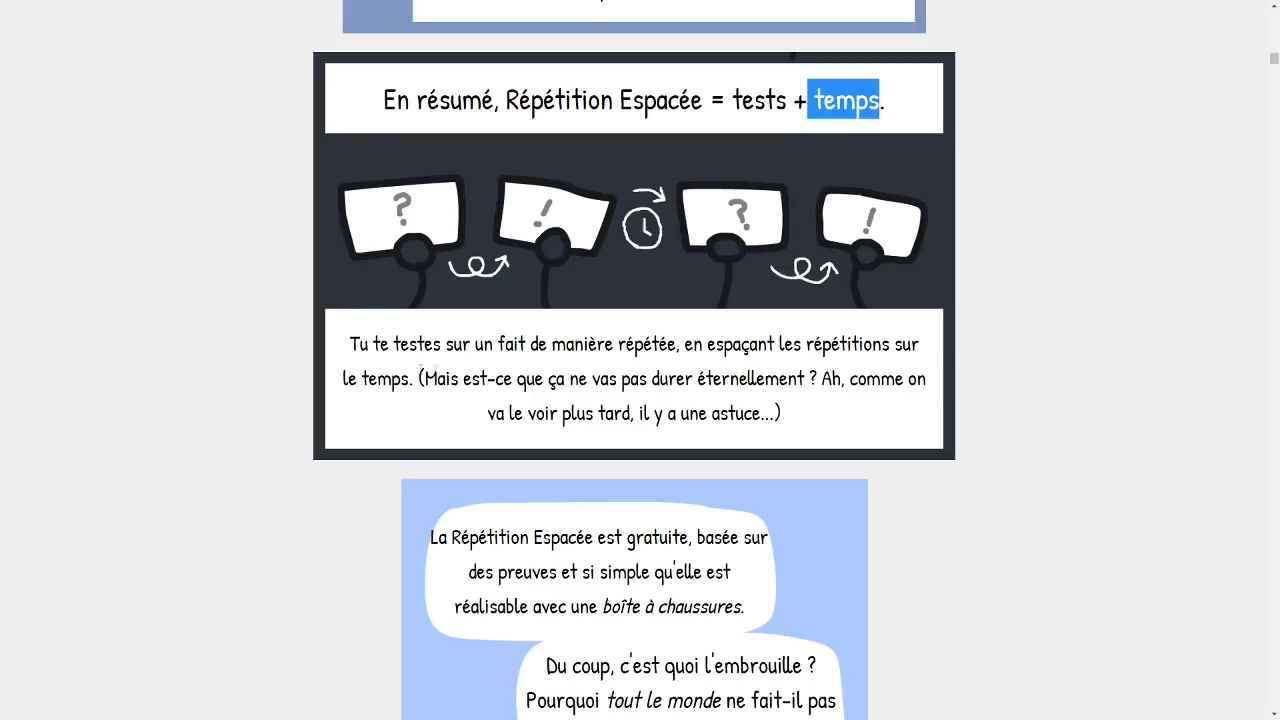 En résumé, Répétition Espacée = tests + temps.
?
!
?
!
Tu te testes sur un fait de manière répétée, en espaçant les répétitions sur
le temps. (Mais est-ce que ça ne vas pas durer éternellement ? Ah, comme on
va le voir plus tard, il y a une astuce...)
La Répétition Espacée est gratuite, basée sur
des preuves et si simple qu'elle est
réalisable avec une boîte à chaussures.
Du coup, c'est quoi l'embrouille ?
Pourquoi tout le monde ne fait-il pas